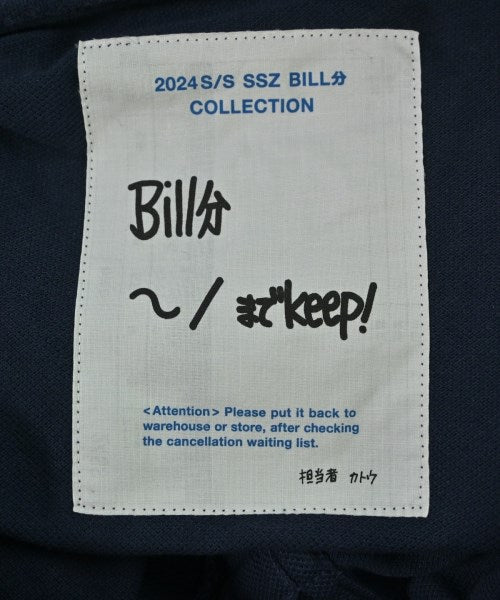 2024 S/S SSZ BILL分
COLLECTION
Bill分
〜/までkeep!
<Attention> Please put it back to
warehouse or store, after checking
the cancellation waiting list.
担当者 カトウ